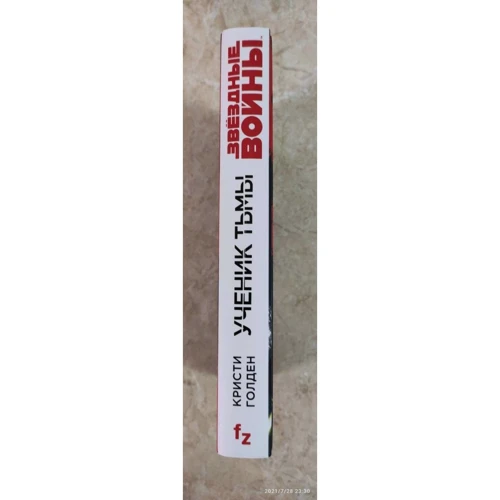 ЗВЁЗДНЫЕ
ВОЙНЫ
УЧЕНИК ТЬМЫ
КРИСТИ
ГОЛДЕН
fz